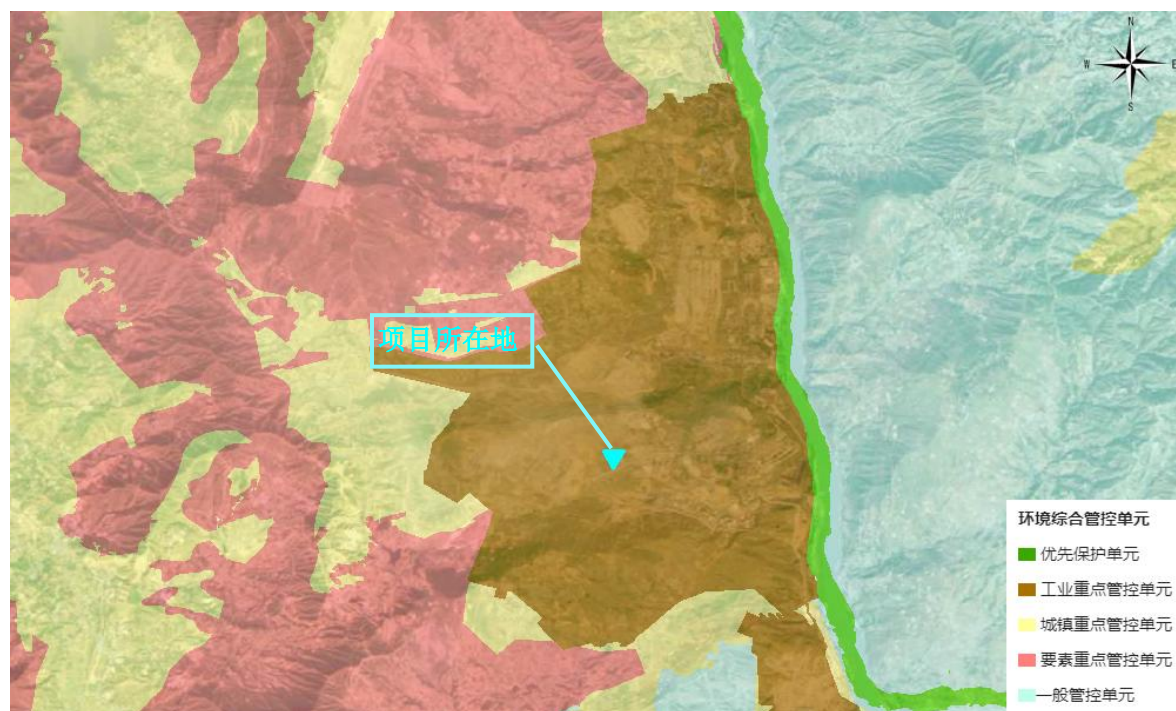 N
W
E
S
项目所在地
环境综合管控单元
优先保护单元
工业重点管控单元
城镇重点管控单元
要素重点管控单元
一般管控单元